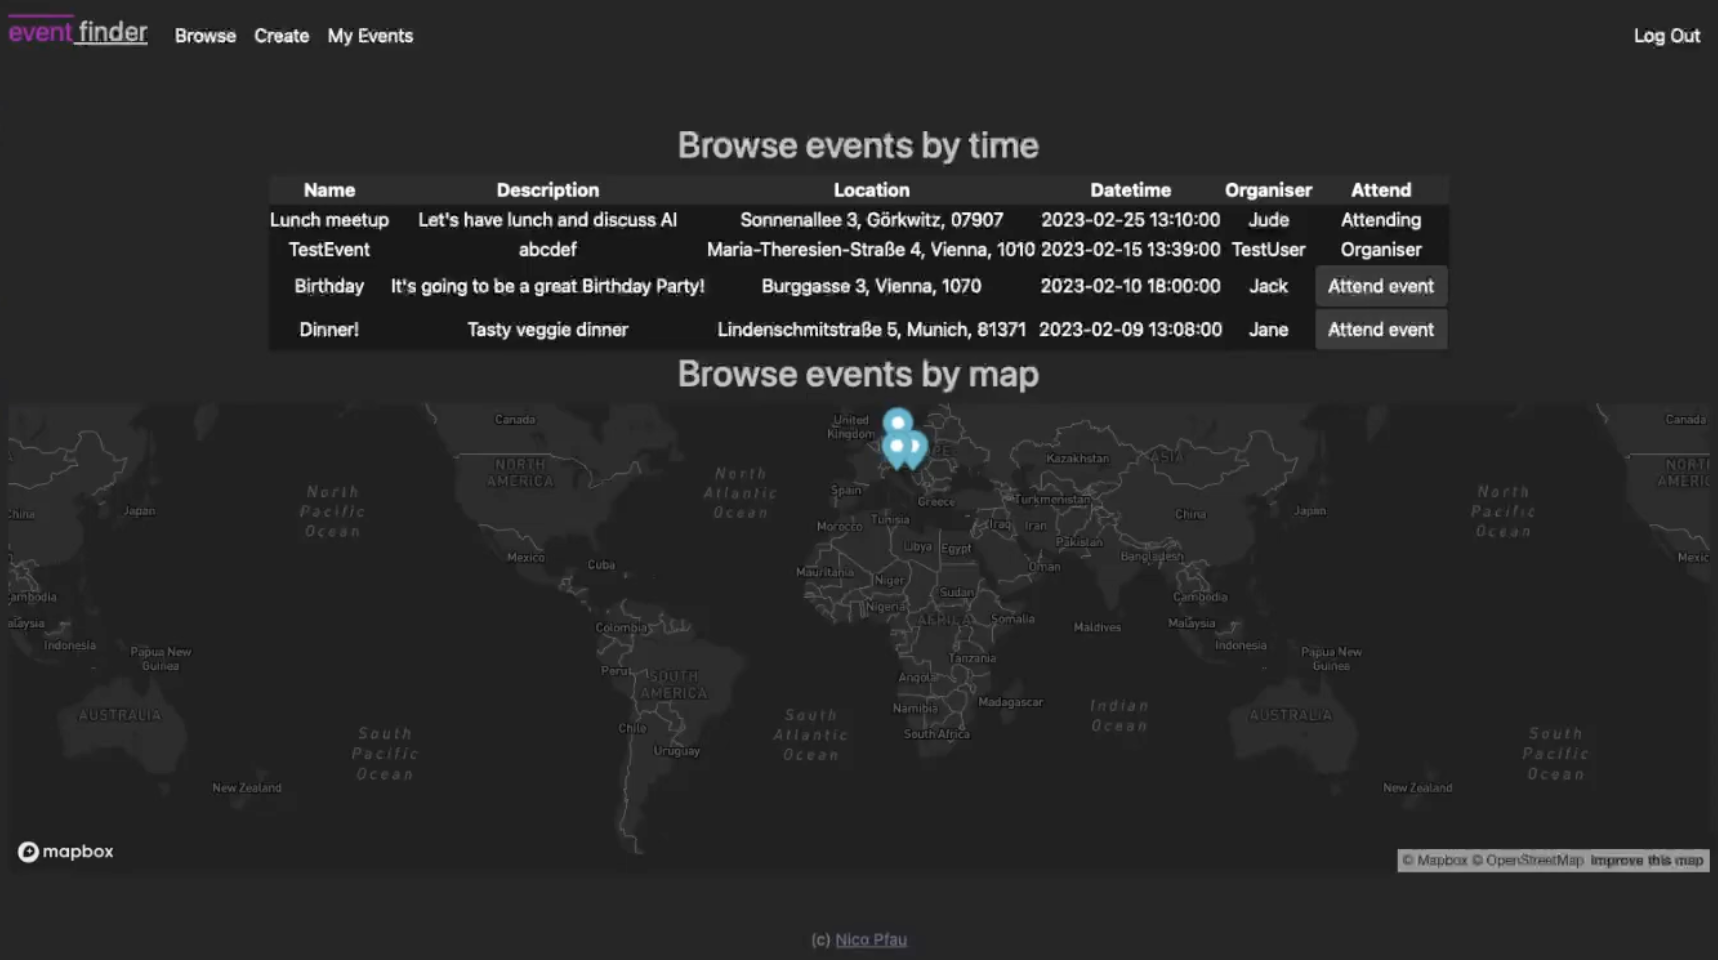 event finder Browse Create My Events Log Out
Browse events by time
Name Description Location Datetime Organiser Attend
Lunch meetup Let's have lunch and discuss AI Sonnenallee 3, Görkwitz, 07907 2023-02-25 13:10:00 Jude Attending
TestEvent abcdef Maria-Theresien-Straße 4, Vienna, 1010 2023-02-15 13:39:00 TestUser Organiser
Birthday It's going to be a great Birthday Party! Burggasse 3, Vienna, 1070 2023-02-10 18:00:00 Jack Attend event
Dinner! Tasty veggie dinner Lindenschmitstraße 5, Munich, 81371 2023-02-09 13:08:00 Jane Attend event
Browse events by map
Canada United Canada
Kingdom
NORTH
AMERICA
North
Atlantic
Ocean
Kazakhstan ASIA
North
Pacific
Ocean
Spain Greece Turkmenistan
China Japan
Morocco Tunisia Iraq Iran China Japan
North
Pacific
Ocean
Mexico Cuba Libya Egypt Pakistan Bangladesh
Mauritania Niger Oman
Sudan Cambodia
Nigeria AFRICA Somalia Maldives Malaysia
Colombia
Indonesia Papua New
Guinea
Indonesia Papua New
Guinea
Peru SOUTH
AMERICA
Tanzania
Angola
Namibia Madagascar
South Africa
Indian
Ocean
AUSTRALIA AUSTRALIA
Chile
Uruguay
South
Pacific
Ocean
South
Atlantic
Ocean
South
Pacific
Ocean
New Zealand New Zealand
mapbox
© Mapbox © OpenStreetMap Improve this map
(c) Nico Pfau